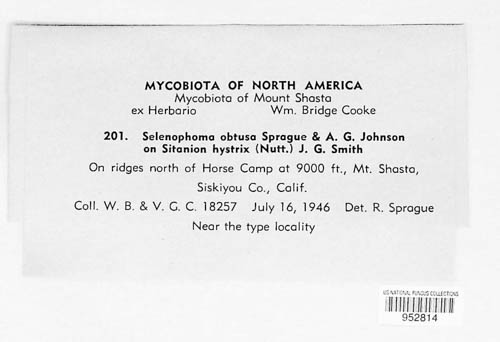 MYCOBIOTA OF NORTH AMERICA
Mycobiota of Mount Shasta
ex Herbario Wm. Bridge Cooke
201. Selenophoma obtusa Sprague & A. G. Johnson
on Sitanion hystrix (Nutt.) J. G. Smith
On ridges north of Horse Camp at 9000 ft., Mt. Shasta,
Siskiyou Co., Calif.
Coll. W. B. & V. G. C. 18257 July 16, 1946 Det. R. Sprague
Near the type locality
US NATIONAL FUNGUS COLLECTIONS
952814